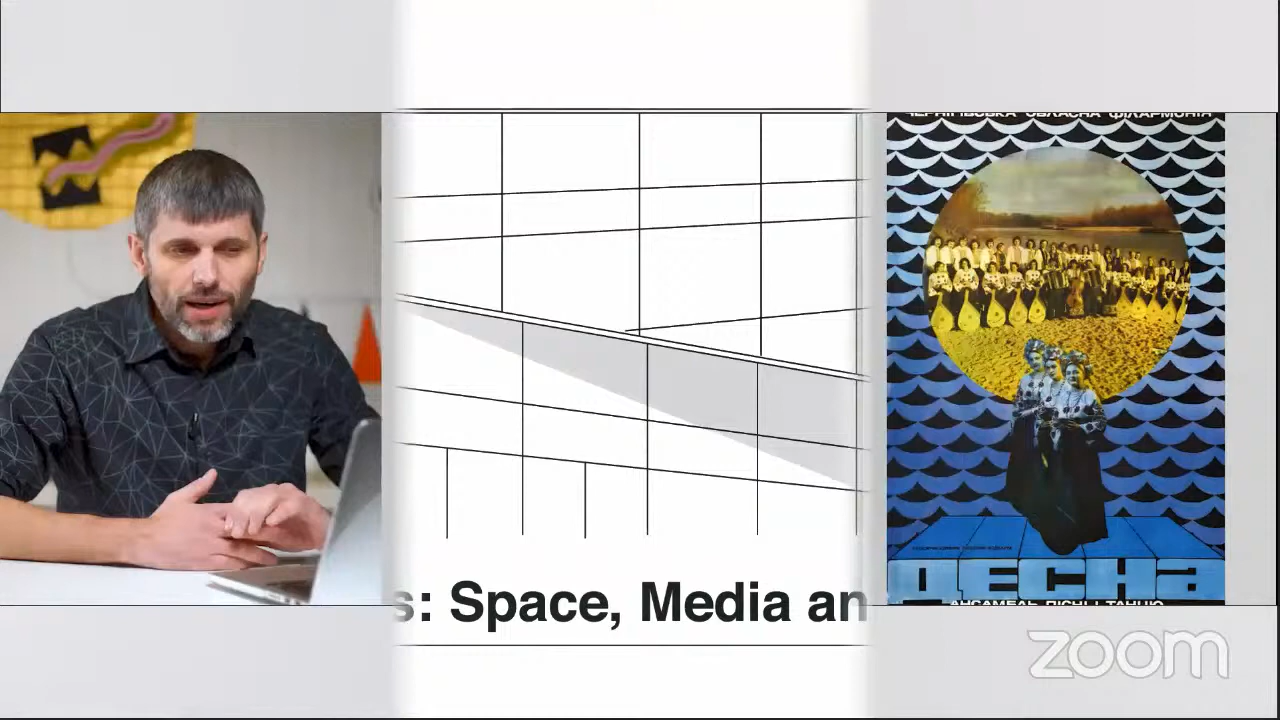 ЧЕРНІГІВСЬКА ОБЛАСНА ФІЛАРМОНІЯ
ДЕСНА
АНСАМБЛЬ ПІСНІ І ТАНЦЮ
s: Space, Media an
zoom